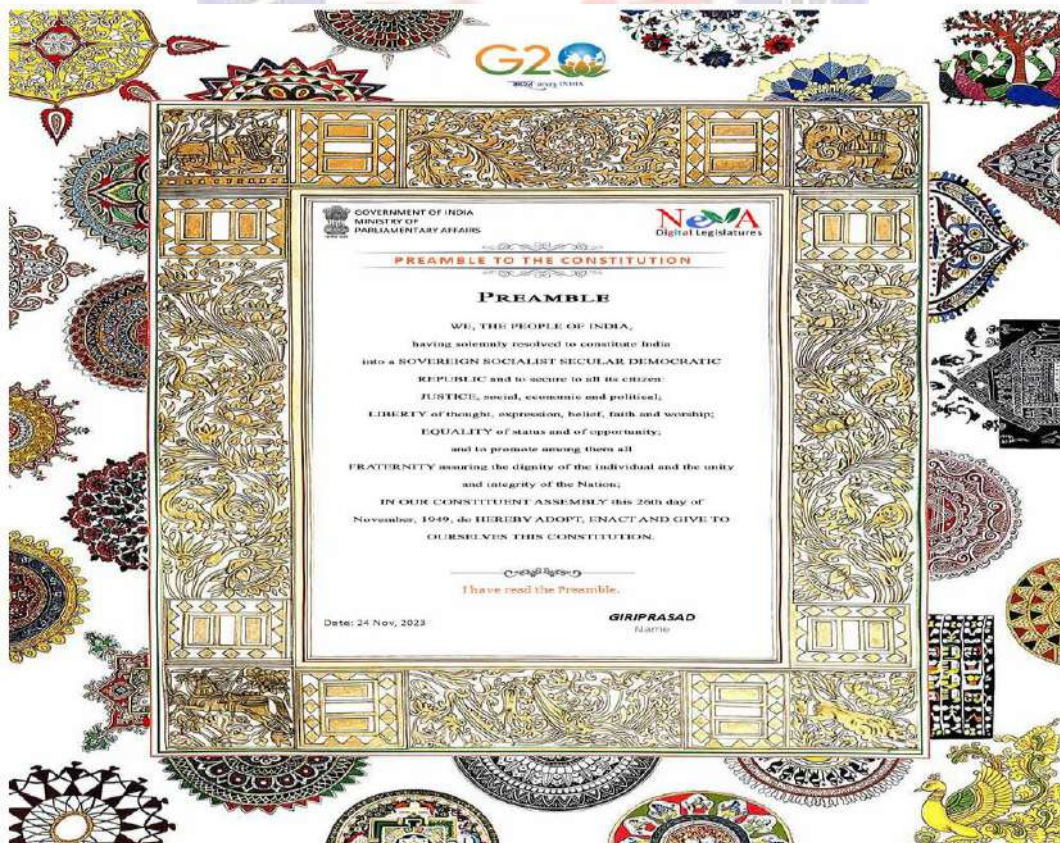 G20
भारत 2023 INDIA
GOVERNMENT OF INDIA
MINISTRY OF
PARLIAMENTARY AFFAIRS
NeVA
Digital Legislatures
PREAMBLE TO THE CONSTITUTION
PREAMBLE
WE, THE PEOPLE OF INDIA,
having solemnly resolved to constitute India
into a SOVEREIGN SOCIALIST SECULAR DEMOCRATIC
REPUBLIC and to secure to all its citizen:
JUSTICE, social, economic and political;
LIBERTY of thought, expression, belief, faith and worship;
EQUALITY of status and of opportunity;
and to promote among them all
FRATERNITY assuring the dignity of the individual and the unity
and integrity of the Nation;
IN OUR CONSTITUENT ASSEMBLY this 26th day of
November, 1949, do HEREBY ADOPT, ENACT AND GIVE TO
OURSELVES THIS CONSTITUTION.
I have read the Preamble.
Date: 24 Nov, 2023
GIRIPRASAD
Name